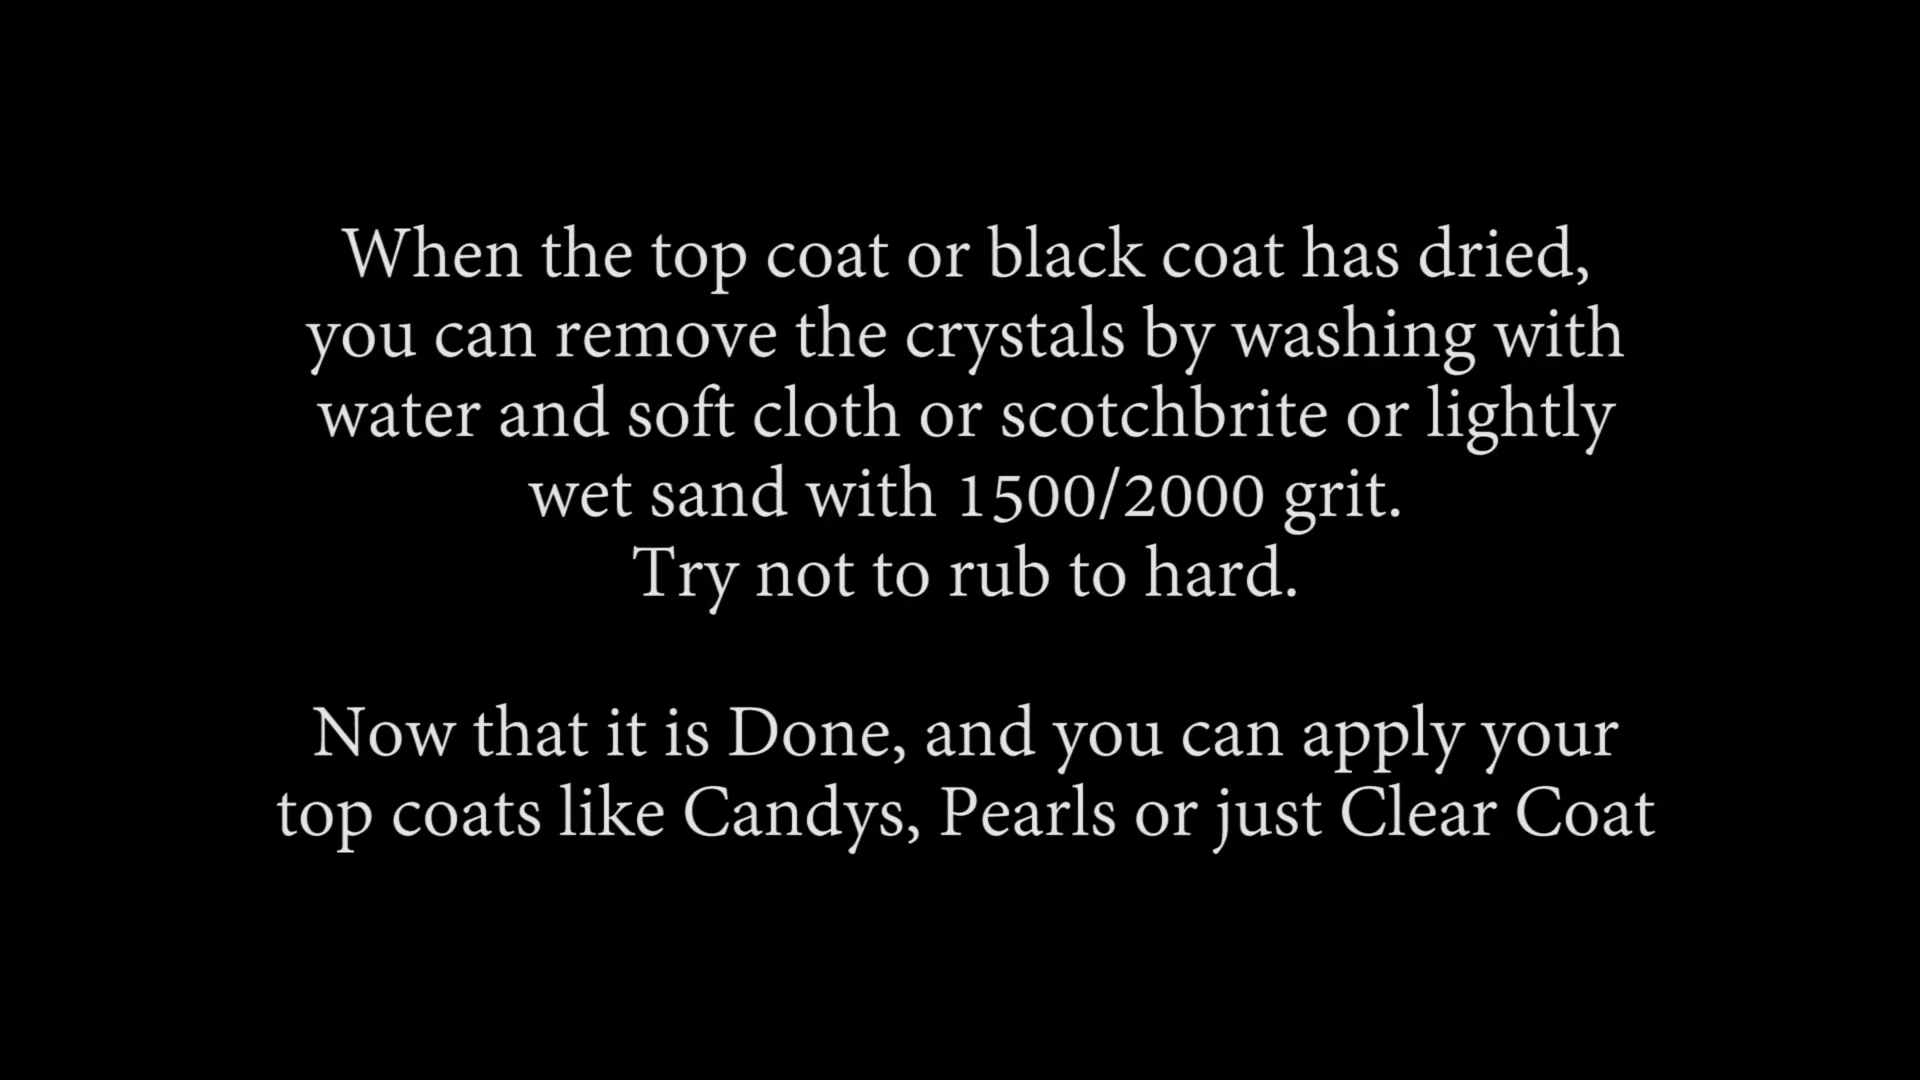 When the top coat or black coat has dried,
you can remove the crystals by washing with
water and soft cloth or scotchbrite or lightly
wet sand with 1500/2000 grit.
Try not to rub to hard.
Now that it is Done, and you can apply your
top coats like Candys, Pearls or just Clear Coat